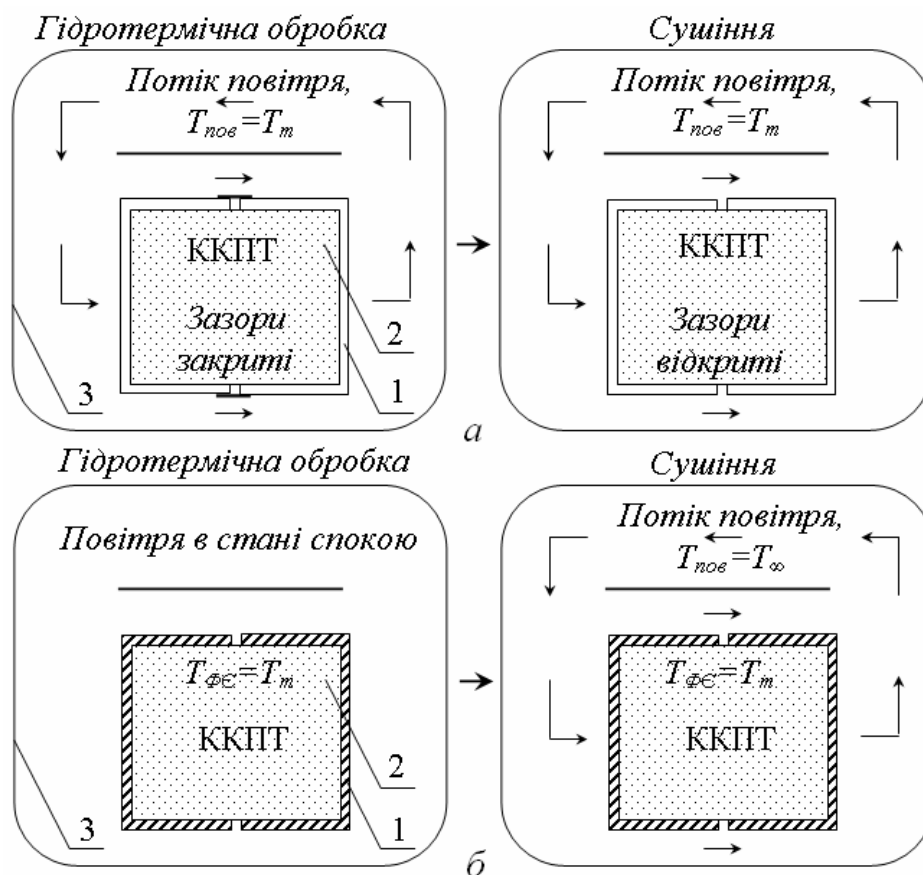 Гідротермічна обробка
Потік повітря,
Tпов=Tт
ККПТ
Зазори
закриті
2
1
3
Сушіння
Потік повітря,
Tпов=Tт
ККПТ
Зазори
відкриті
а
Гідротермічна обробка
Повітря в стані спокою
TФЄ=Tт
ККПТ
2
1
3
Сушіння
Потік повітря,
Tпов=T∞
TФЄ=Tт
ККПТ
б